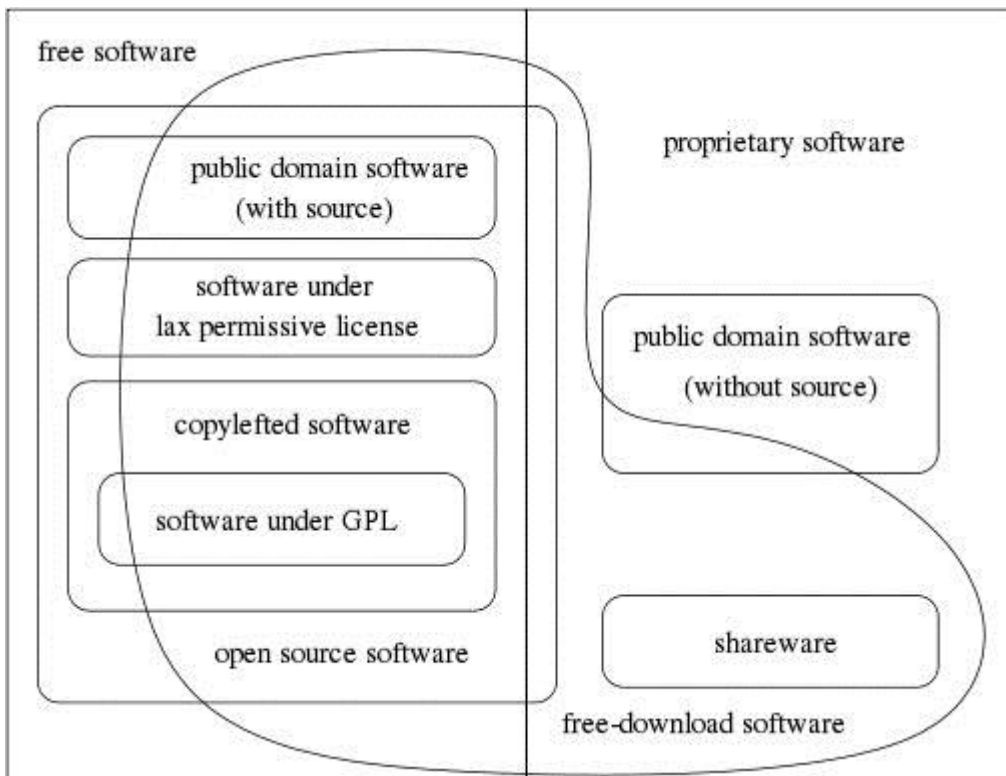 free software
public domain software
(with source)
software under
lax permissive license
copylefted software
software under GPL
open source software
proprietary software
public domain software
(without source)
shareware
free-download software